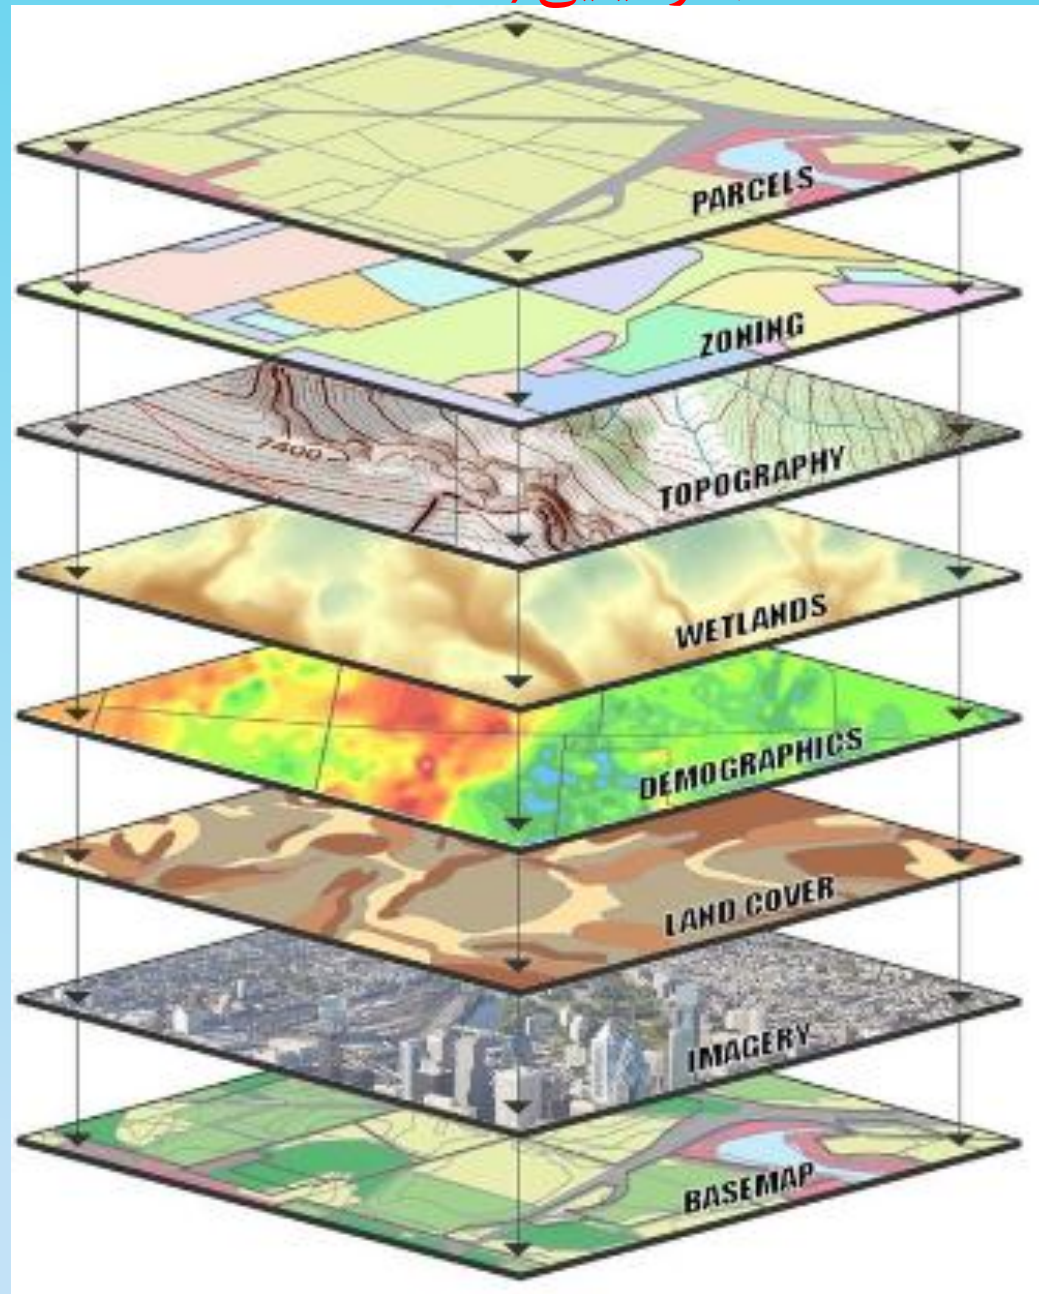 PARCELS
ZONING
7400
TOPOGRAPHY
WETLANDS
DEMOGRAPHICS
LAND COVER
IMAGERY
BASEMAP